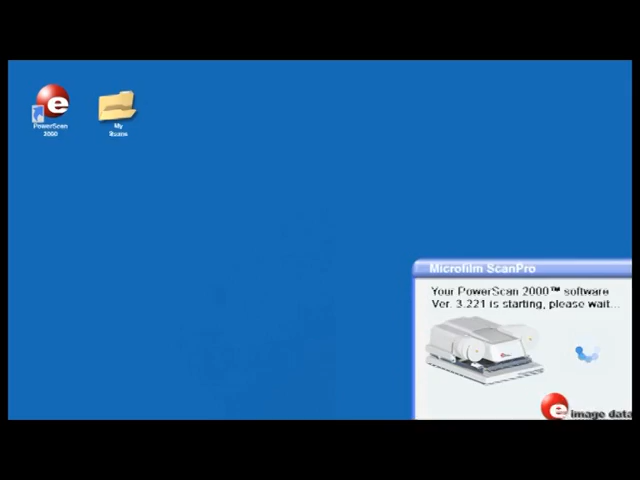 PowerScan
2000
My
Scans
Microfilm ScanPro
Your PowerScan 2000™ software
Ver. 3.221 is starting, please wait...
e image data